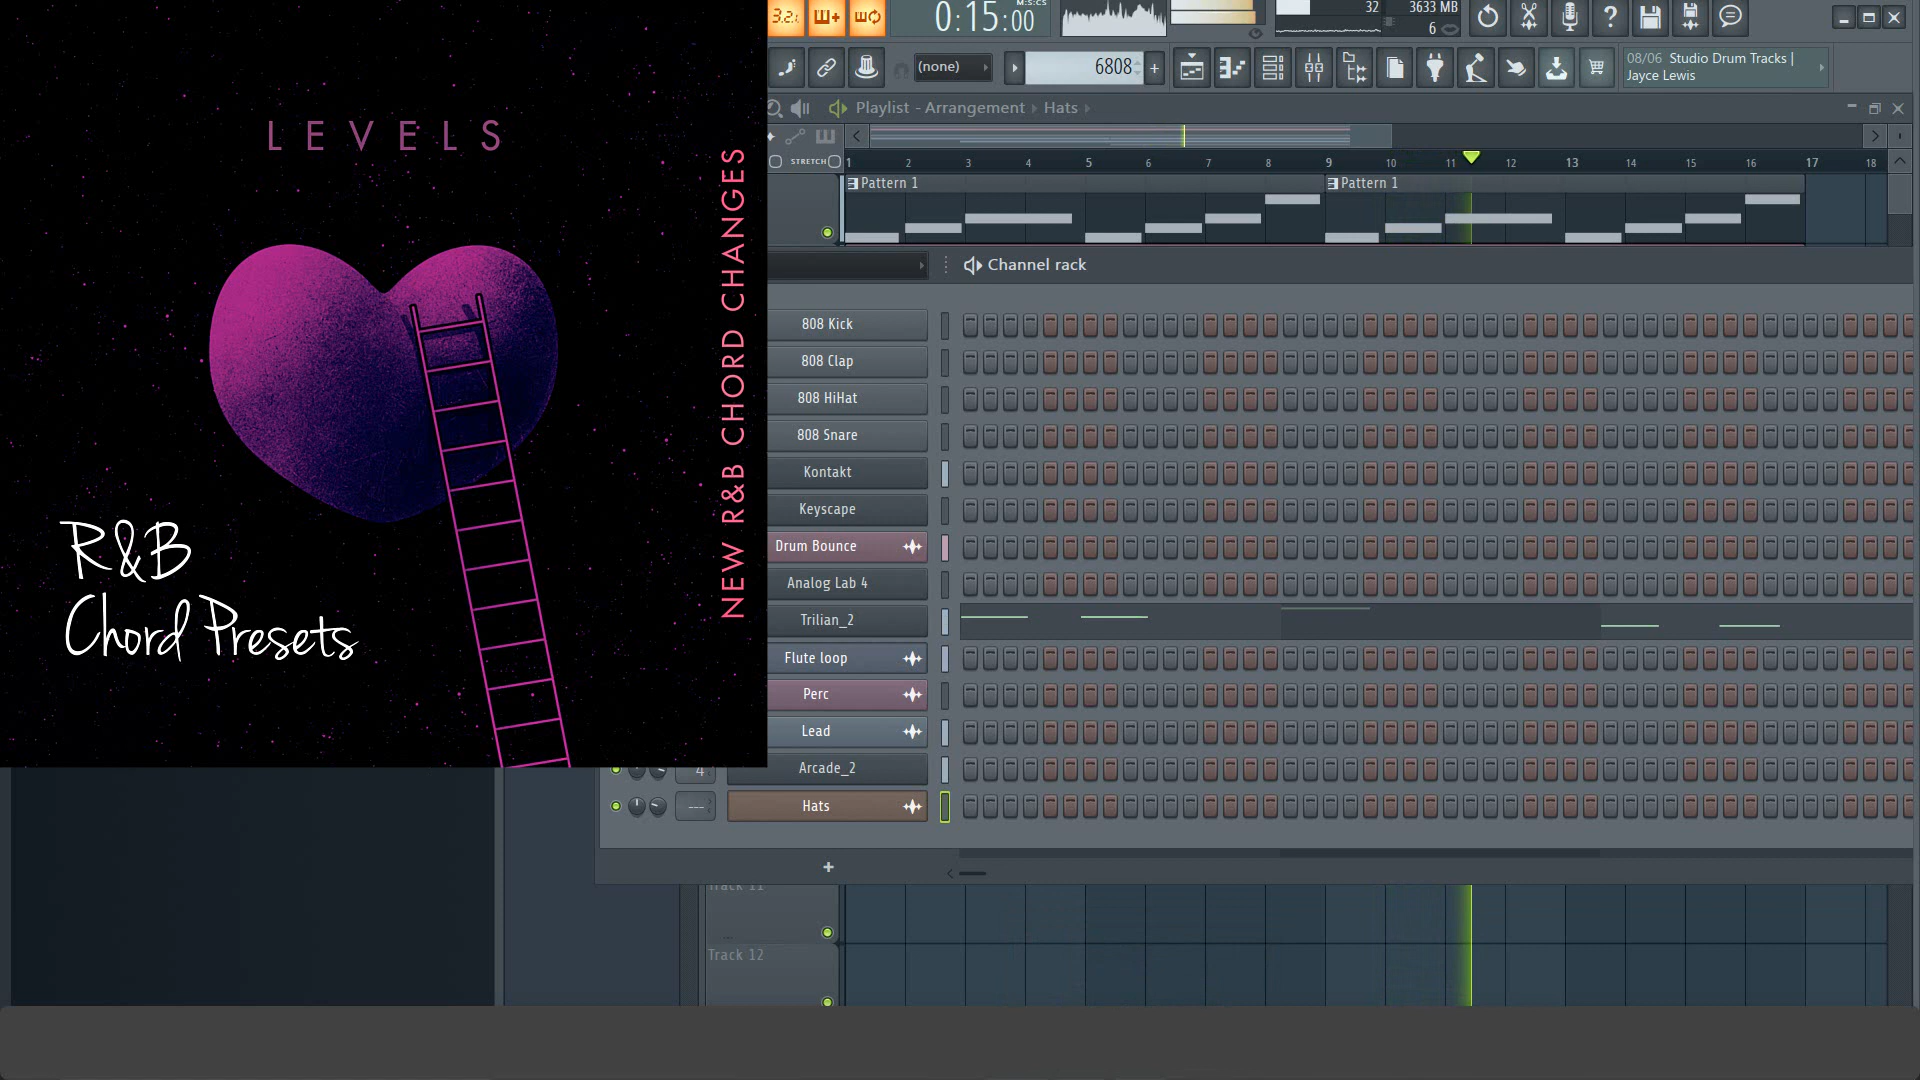 LEVELS
NEW R&B CHORD CHANGES
R&B
Chord Presets
3.2.
0:15:00
M:S:CS
32
3633 MB
6
(none)
6808
08/06 Studio Drum Tracks |
Jayce Lewis
Playlist - Arrangement
Hats
STRETCH
1 2 3 4 5 6 7 8 9 10 11 12 13 14 15 16 17 18
Pattern 1
Pattern 1
Channel rack
808 Kick
808 Clap
808 HiHat
808 Snare
Kontakt
Keyscape
Drum Bounce
Analog Lab 4
Trilian_2
Flute loop
Perc
Lead
4
Arcade_2
---
Hats
Track 11
Track 12